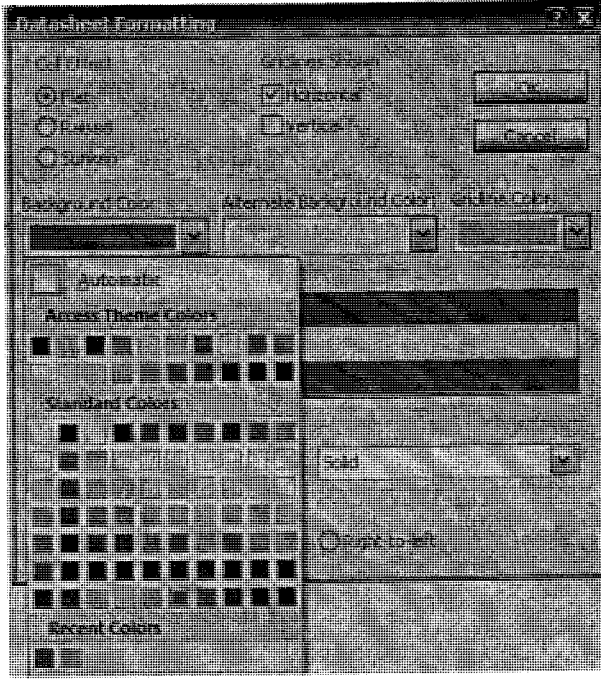 Datasheet Formatting
Cell Effect
Gridlines Shown
Flat
Horizontal
OK
Raised
Vertical
Cancel
Sunken
Background Color:
Alternate Background Color:
Gridline Color:
Automatic
Access Theme Colors
Standard Colors
Solid
Right-to-left
Recent Colors